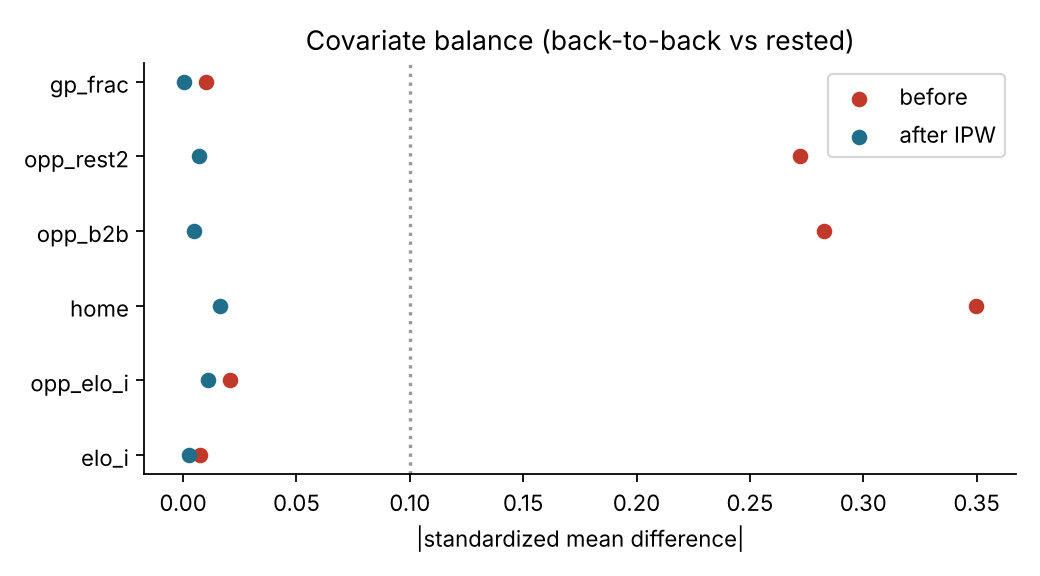 Covariate balance (back-to-back vs rested)
before
after IPW
gp_frac
opp_rest2
opp_b2b
home
opp_elo_i
elo_i
0.00 0.05 0.10 0.15 0.20 0.25 0.30 0.35
|standardized mean difference|